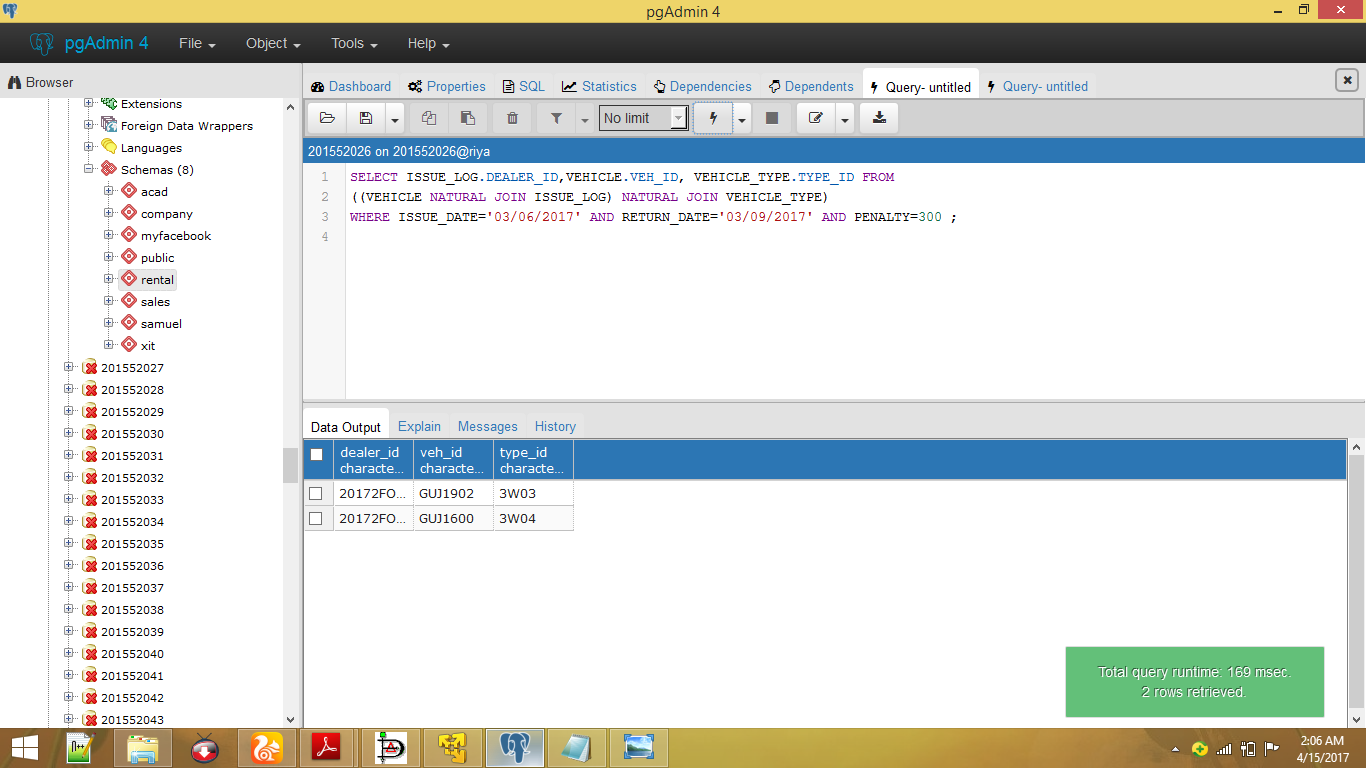 pgAdmin 4
pgAdmin 4 File Object Tools Help
Browser
Dashboard Properties SQL Statistics Dependencies Dependents Query- untitled Query- untitled
Extensions
Foreign Data Wrappers
Languages
Schemas (8)
acad
company
myfacebook
public
rental
sales
samuel
xit
201552027
201552028
201552029
201552030
201552031
201552032
201552033
201552034
201552035
201552036
201552037
201552038
201552039
201552040
201552041
201552042
201552043
No limit
201552026 on 201552026@riya
1 SELECT ISSUE_LOG.DEALER_ID,VEHICLE.VEH_ID, VEHICLE_TYPE.TYPE_ID FROM
2 ((VEHICLE NATURAL JOIN ISSUE_LOG) NATURAL JOIN VEHICLE_TYPE)
3 WHERE ISSUE_DATE='03/06/2017' AND RETURN_DATE='03/09/2017' AND PENALTY=300 ;
4
Data Output Explain Messages History
dealer_id veh_id type_id
characte... characte... characte...
20172FO... GUJ1902 3W03
20172FO... GUJ1600 3W04
Total query runtime: 169 msec.
2 rows retrieved.
2:06 AM
4/15/2017